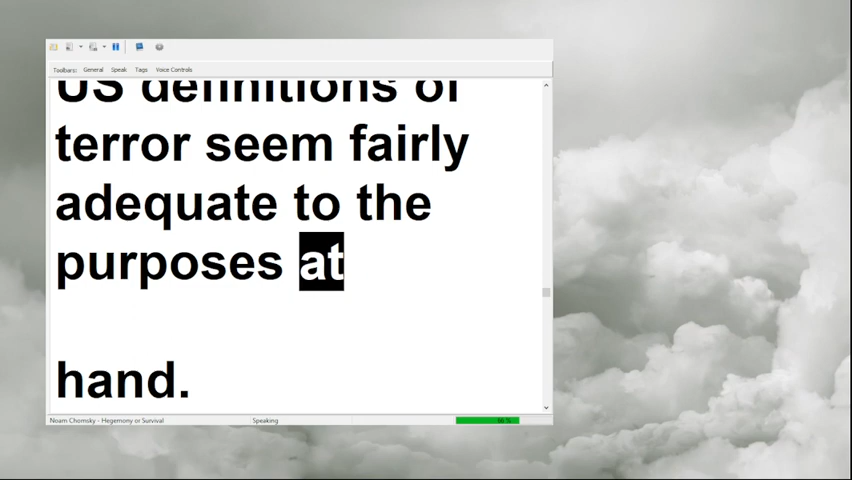 Toolbars: General Speak Tags Voice Controls
US definitions of
terror seem fairly
adequate to the
purposes at
hand.
Noam Chomsky - Hegemony or Survival Speaking 66 %